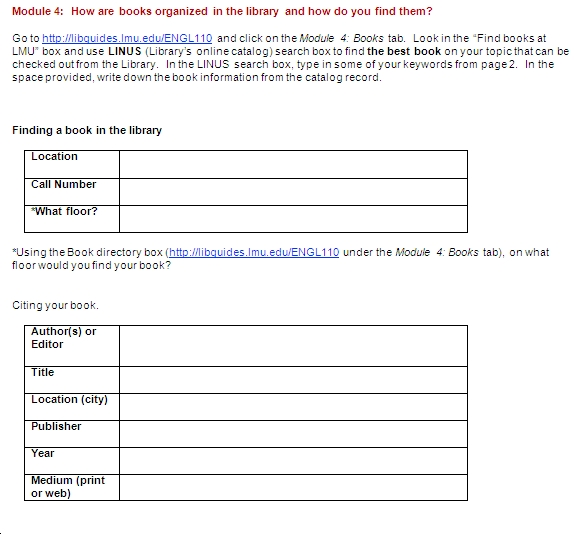 Module 4: How are books organized in the library and how do you find them?
Go to http://libguides.lmu.edu/ENGL110 and click on the Module 4: Books tab. Look in the "Find books at
LMU" box and use LINUS (Library's online catalog) search box to find the best book on your topic that can be
checked out from the Library. In the LINUS search box, type in some of your keywords from page 2. In the
space provided, write down the book information from the catalog record.
Finding a book in the library
Location
Call Number
*What floor?
*Using the Book directory box (http://libguides.lmu.edu/ENGL110 under the Module 4: Books tab), on what
floor would you find your book?
Citing your book.
Author(s) or
Editor
Title
Location (city)
Publisher
Year
Medium (print
or web)